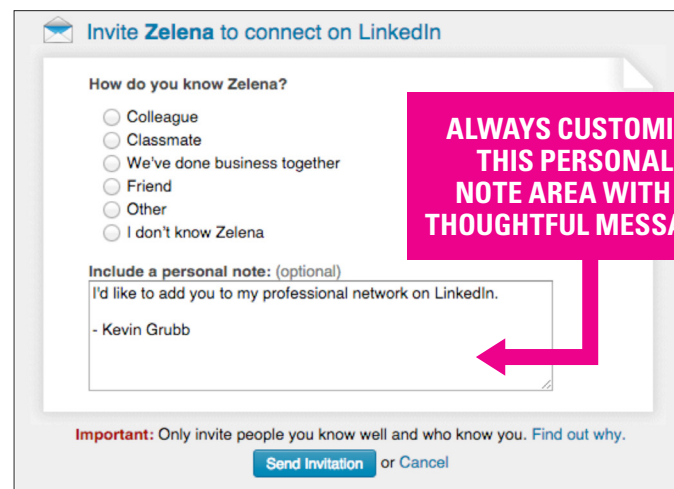 Invite Zelena to connect on LinkedIn
How do you know Zelena?
Colleague
Classmate
We've done business together
Friend
Other
I don't know Zelena
ALWAYS CUSTOMI
THIS PERSONAL
NOTE AREA WITH
THOUGHTFUL MESSA
Include a personal note: (optional)
I'd like to add you to my professional network on LinkedIn.
- Kevin Grubb
Important: Only invite people you know well and who know you. Find out why.
Send Invitation or Cancel